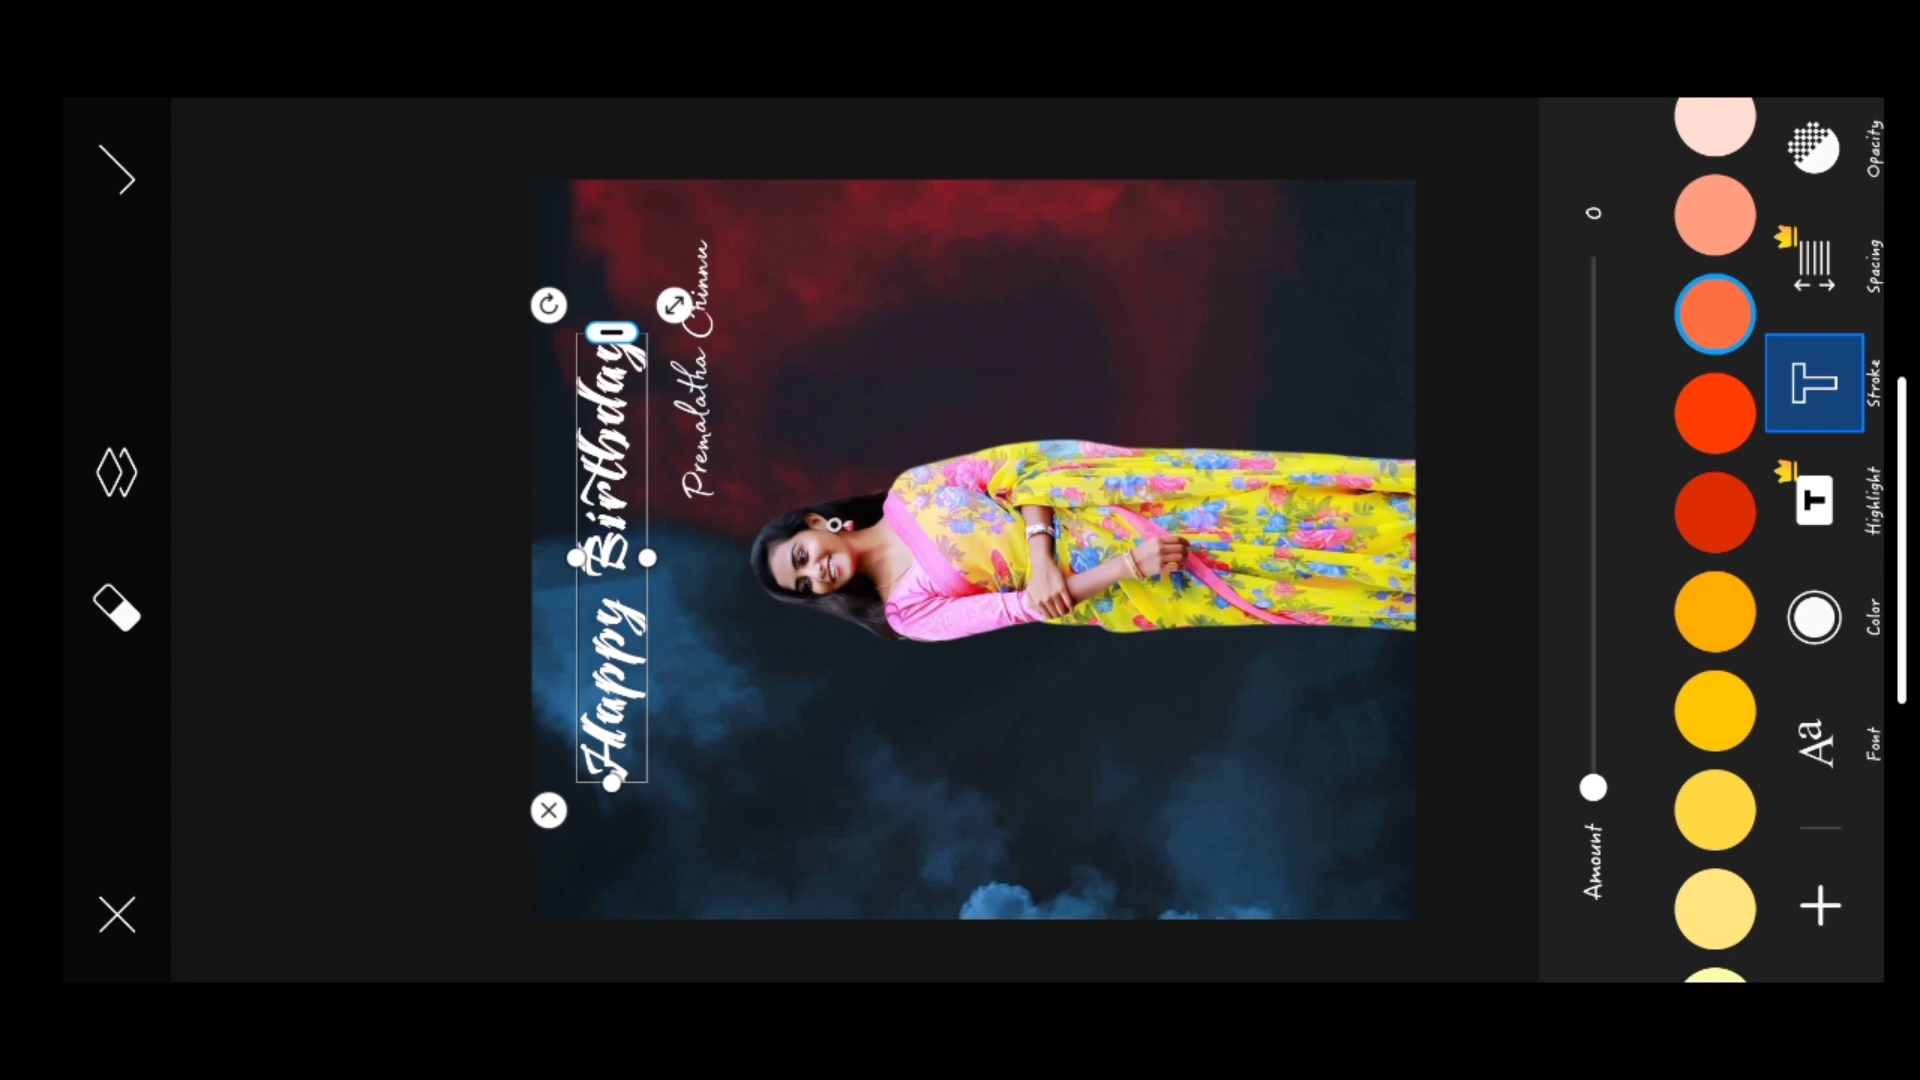 Happy Birthday
Premalatha Chinnu
Amount 0
Font
Color
Highlight
Stroke
Spacing
Opacity
Aa
T
T